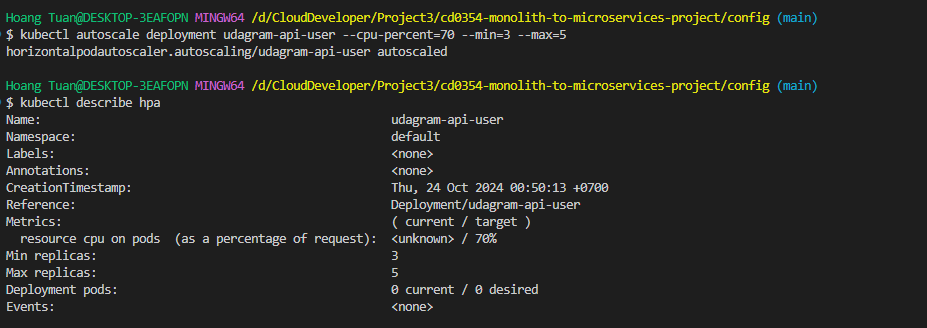 Hoang Tuan@DESKTOP-3EAFOPN MINGW64 /d/CloudDeveloper/Project3/cd0354-monolith-to-microservices-project/config (main)
$ kubectl autoscale deployment udagram-api-user --cpu-percent=70 --min=3 --max=5
horizontalpodautoscaler.autoscaling/udagram-api-user autoscaled
Hoang Tuan@DESKTOP-3EAFOPN MINGW64 /d/CloudDeveloper/Project3/cd0354-monolith-to-microservices-project/config (main)
$ kubectl describe hpa
Name: udagram-api-user
Namespace: default
Labels: <none>
Annotations: <none>
CreationTimestamp: Thu, 24 Oct 2024 00:50:13 +0700
Reference: Deployment/udagram-api-user
Metrics: ( current / target )
resource cpu on pods (as a percentage of request): <unknown> / 70%
Min replicas: 3
Max replicas: 5
Deployment pods: 0 current / 0 desired
Events: <none>